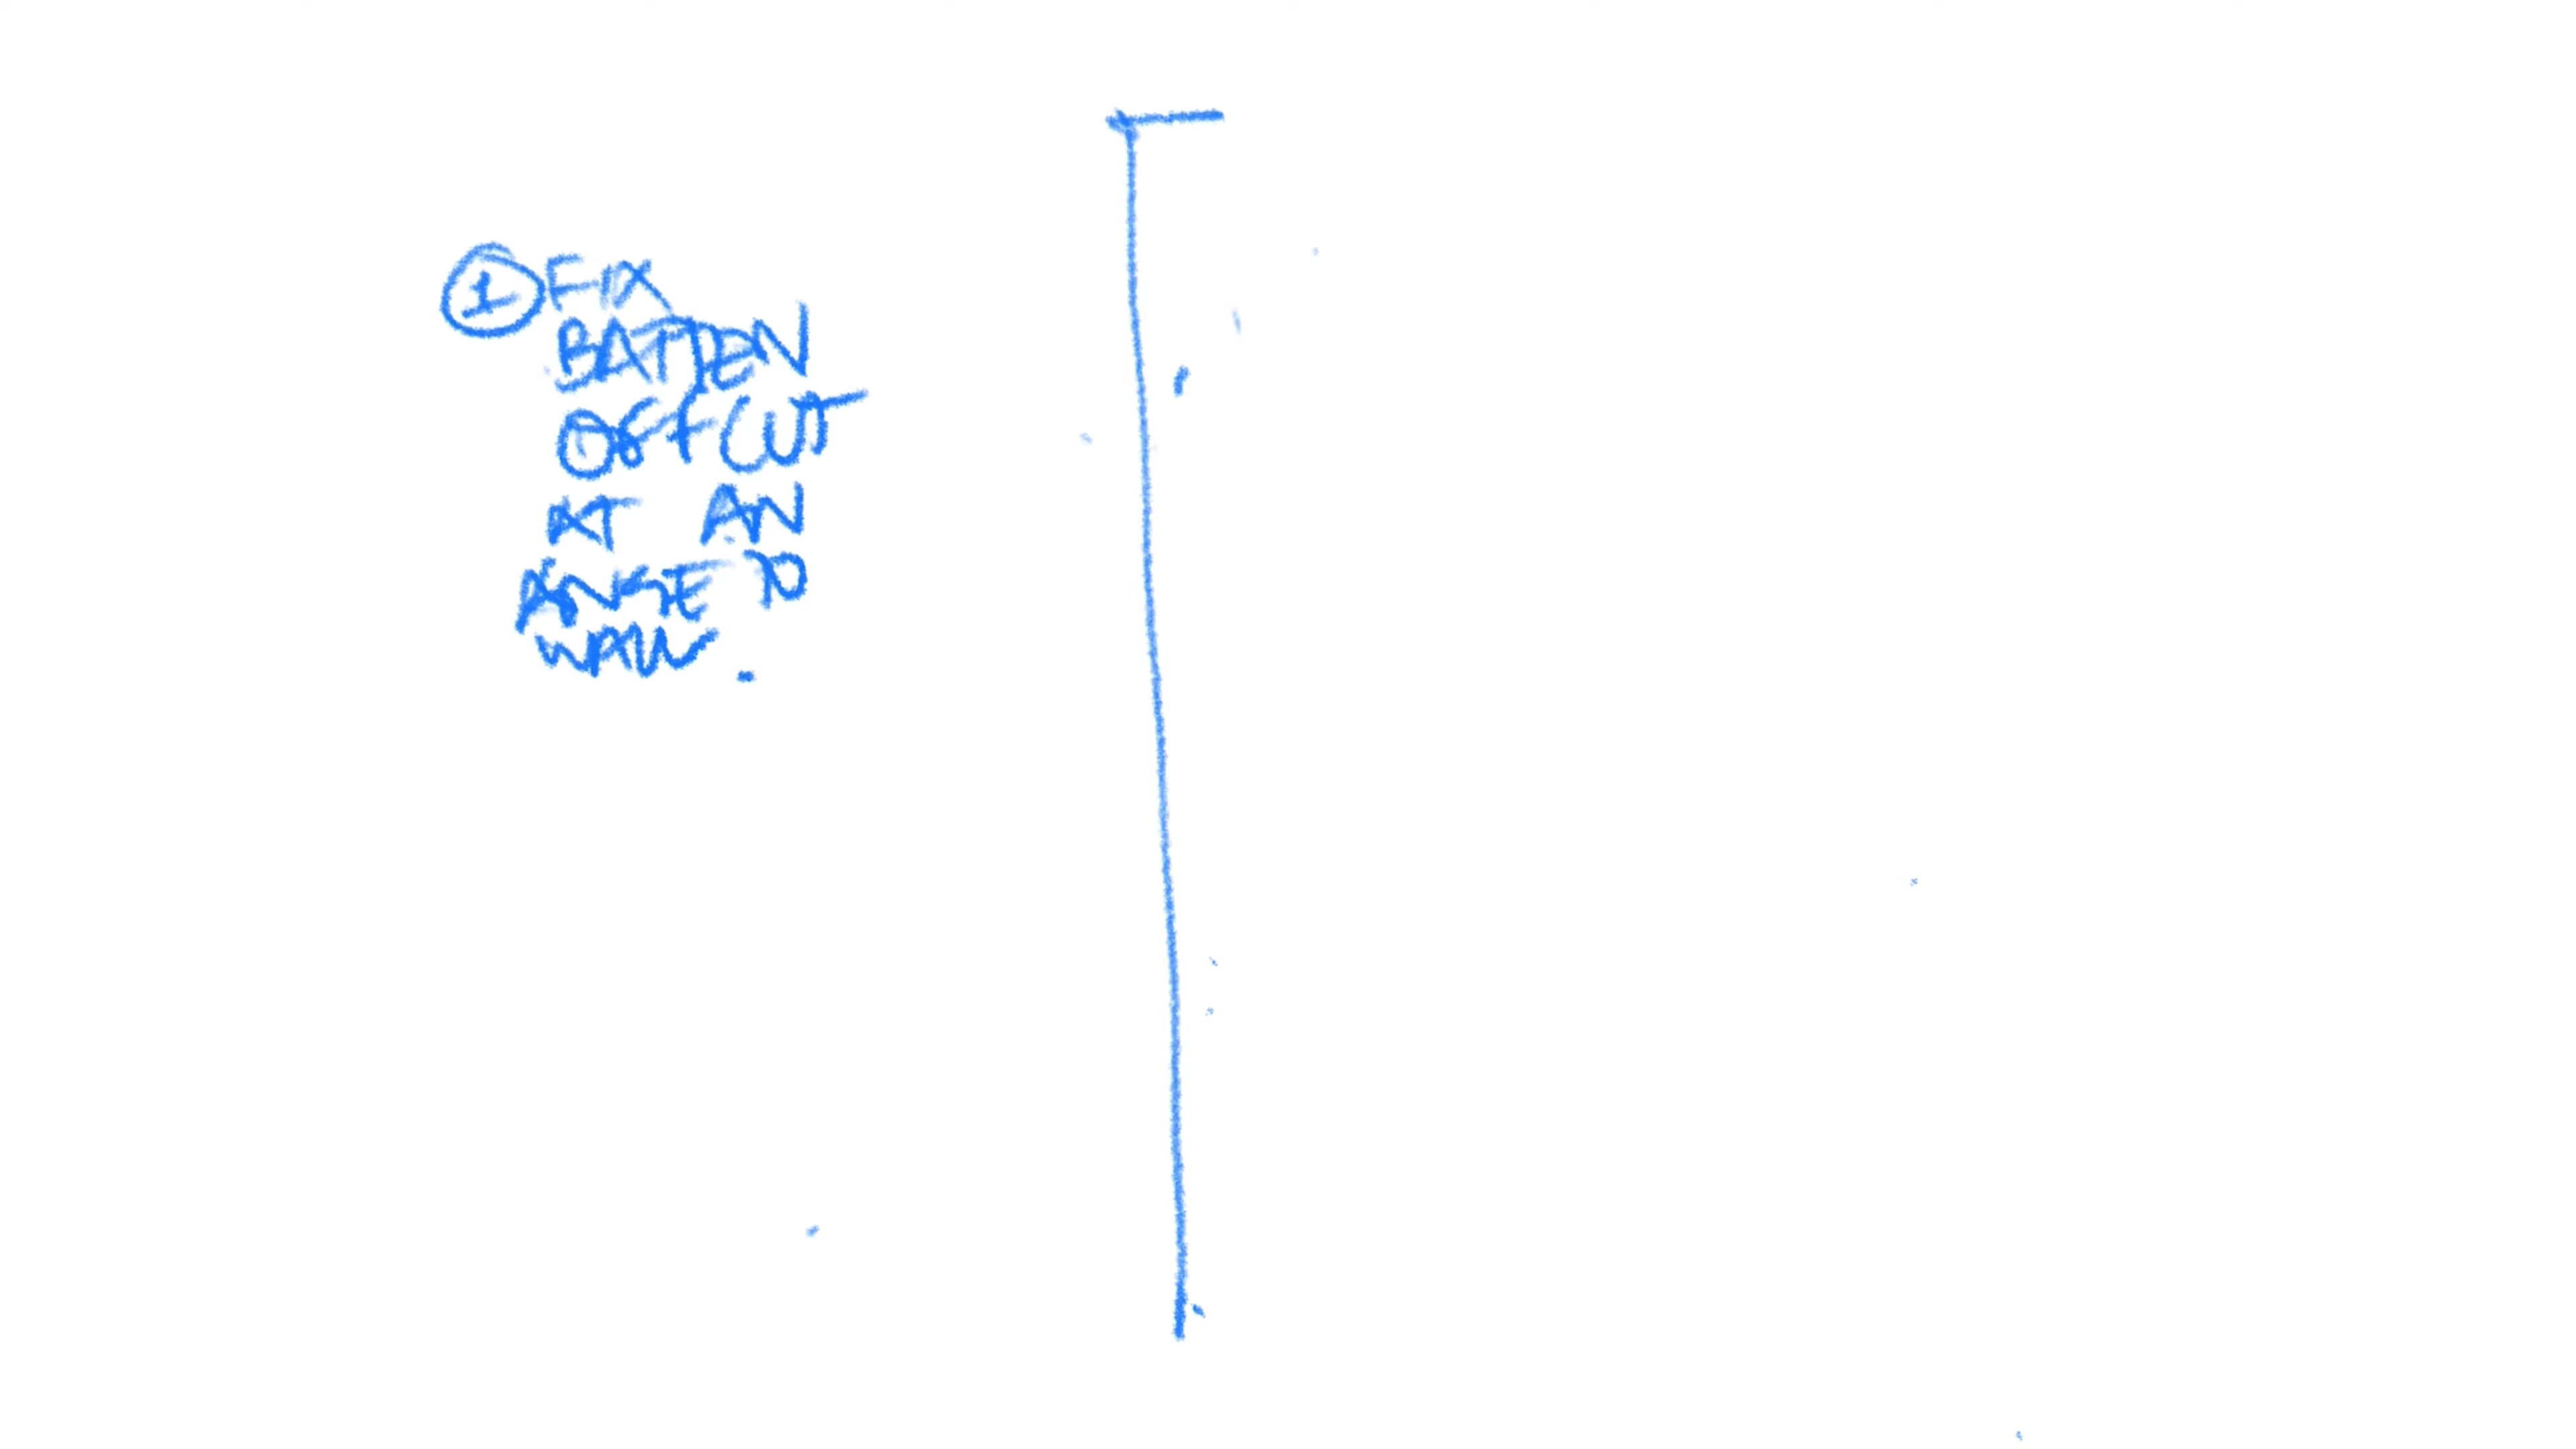 ① FIX
BATTEN
OFFCUT
AT AN
ANGLE TO
WALL